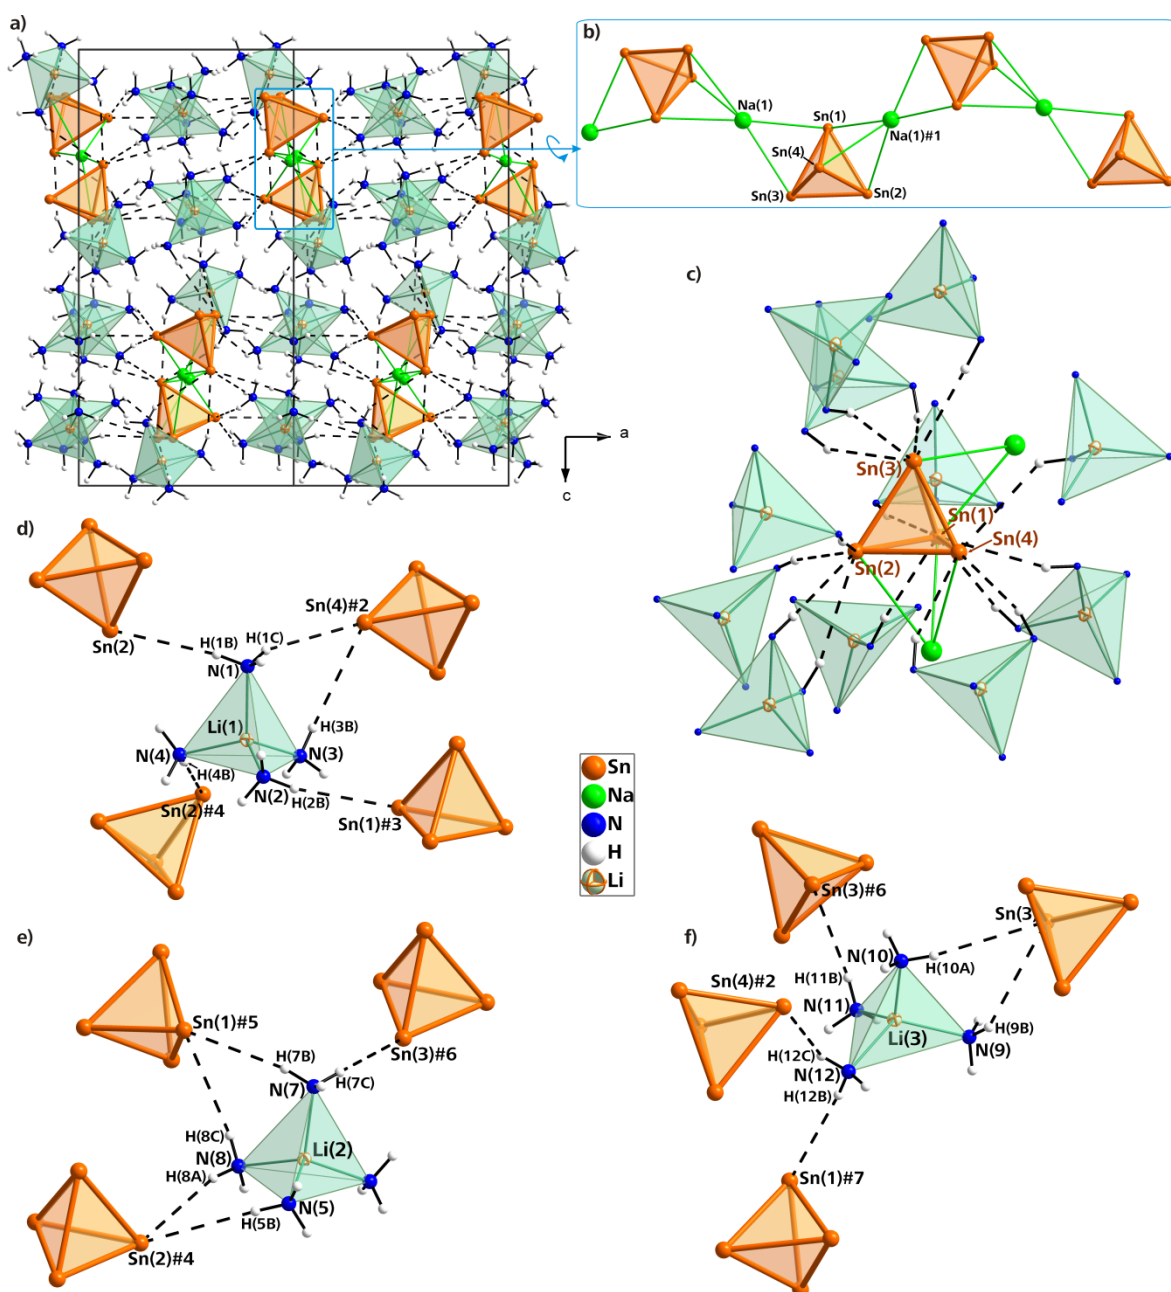 a)
a
c
b)
Na(1)
Sn(1)
Na(1)#1
Sn(4)
Sn(3)
Sn(2)
c)
Sn(3)
Sn(1)
Sn(4)
Sn(2)
d)
Sn(4)#2
Sn(2)
H(1B)
H(1C)
N(1)
Li(1)
H(3B)
N(4)
N(3)
H(4B)
N(2)
H(2B)
Sn(2)#4
Sn(1)#3
Sn
Na
N
H
Li
e)
Sn(1)#5
Sn(3)#6
H(7B)
H(7C)
N(7)
H(8C)
Li(2)
N(8)
H(8A)
N(5)
H(5B)
Sn(2)#4
f)
Sn(3)#6
Sn(3)
N(10)
H(10A)
H(11B)
Sn(4)#2
N(11)
Li(3)
H(9B)
N(9)
H(12C)
N(12)
H(12B)
Sn(1)#7